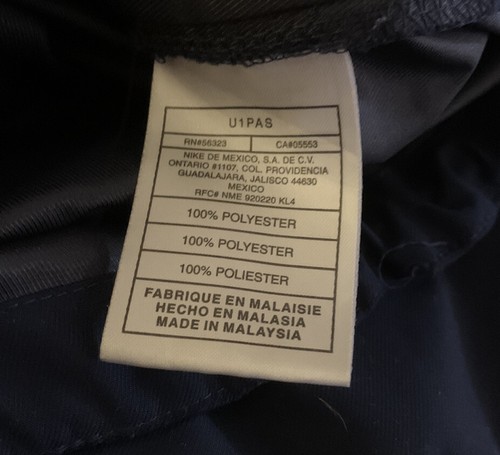 U1PAS
RN#56323 CA#05553
NIKE DE MEXICO, S.A. DE C.V.
ONTARIO #1107, COL. PROVIDENCIA
GUADALAJARA, JALISCO 44630
MEXICO
RFC# NME 920220 KL4
100% POLYESTER
100% POLYESTER
100% POLIESTER
FABRIQUE EN MALAISIE
HECHO EN MALASIA
MADE IN MALAYSIA